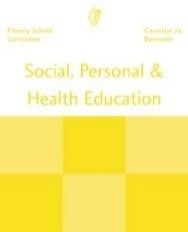 Primary School
Curriculum
Curaclam na
Bunscoile
Social, Personal &
Health Education